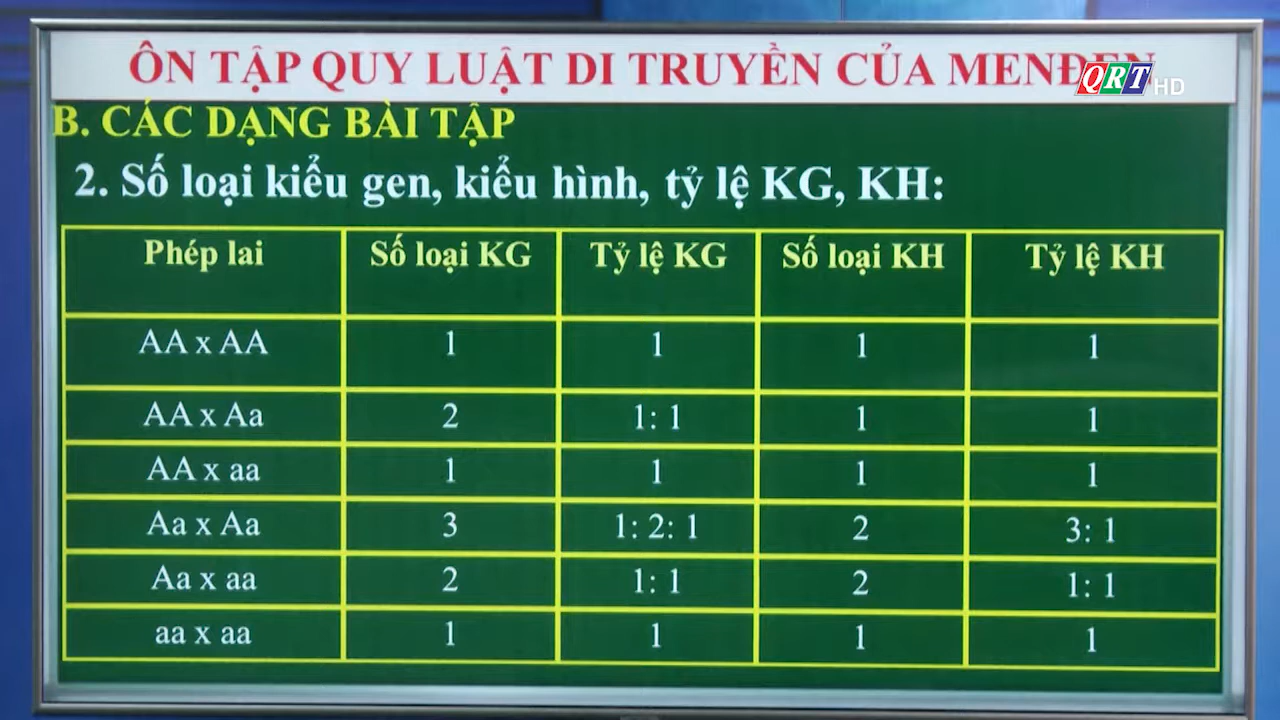 ÔN TẬP QUY LUẬT DI TRUYỀN CỦA MENĐEN
QRT HD
B. CÁC DẠNG BÀI TẬP
2. Số loại kiểu gen, kiểu hình, tỷ lệ KG, KH:
Phép lai Số loại KG Tỷ lệ KG Số loại KH Tỷ lệ KH
AA x AA 1 1 1 1
AA x Aa 2 1: 1 1 1
AA x aa 1 1 1 1
Aa x Aa 3 1: 2: 1 2 3: 1
Aa x aa 2 1: 1 2 1: 1
aa x aa 1 1 1 1